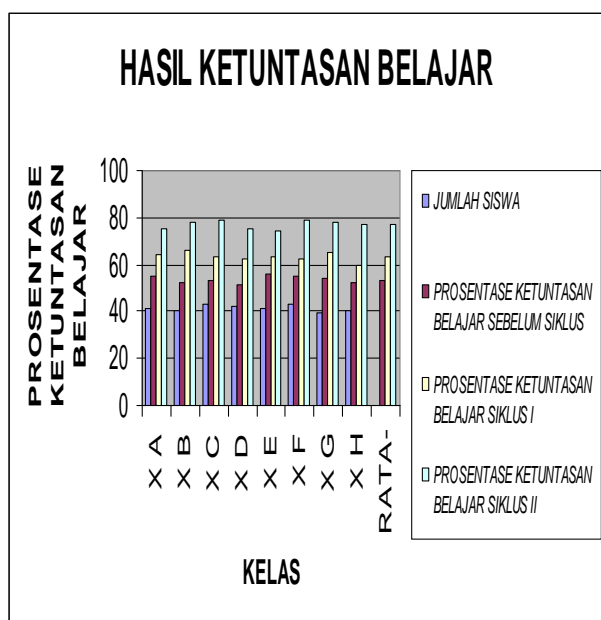 HASIL KETUNTASAN BELAJAR
PROSENTASE
KETUNTASAN
BELAJAR
100
80
60
40
20
0
X A
X B
X C
X D
X E
X F
X G
X H
RATA-
KELAS
JUMLAH SISWA
PROSENTASE KETUNTASAN
BELAJAR SEBELUM SIKLUS
PROSENTASE KETUNTASAN
BELAJAR SIKLUS I
PROSENTASE KETUNTASAN
BELAJAR SIKLUS II